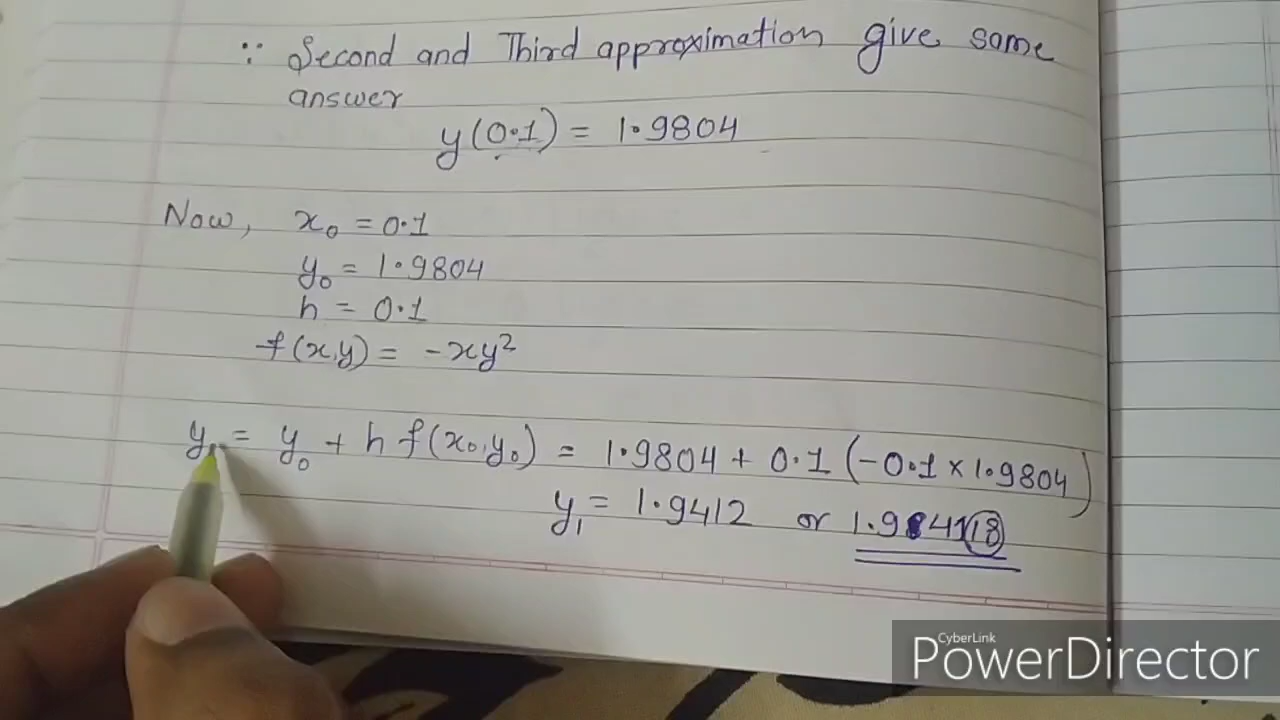 ∵ Second and Third approximation give same
answer
y(0.1) = 1.9804
Now, x₀ = 0.1
y₀ = 1.9804
h = 0.1
f(x,y) = -xy²
y₁ = y₀ + h f(x₀,y₀) = 1.9804 + 0.1 (-0.1 × 1.9804)
y₁ = 1.9412 or
CyberLink
PowerDirector